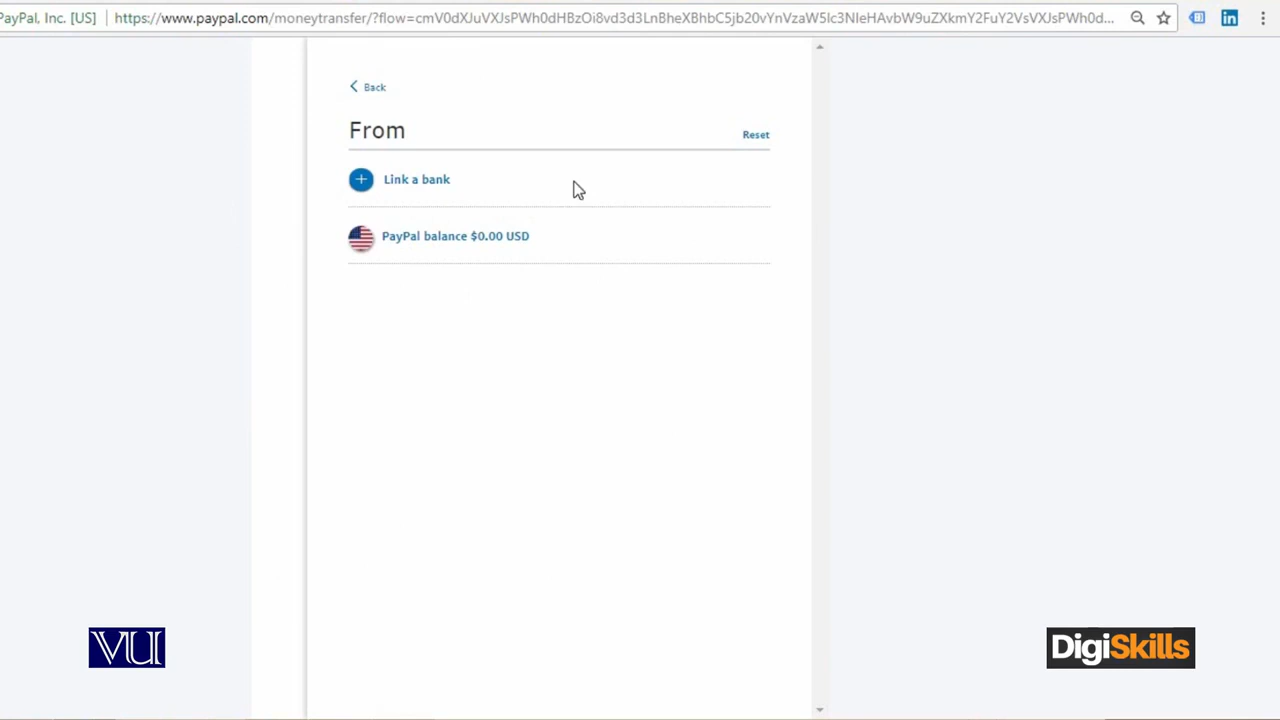 PayPal, Inc. [US] https://www.paypal.com/moneytransfer/?flow=cmV0dXJuVXJsPWh0dHBzOi8vd3d3LnBheXBhbC5jb20vYnVzaW5lc3NleHAvbW9uZXkmY2FuY2VsVXJsPWh0d...
Back
From
Reset
Link a bank
PayPal balance $0.00 USD
VU
DigiSkills